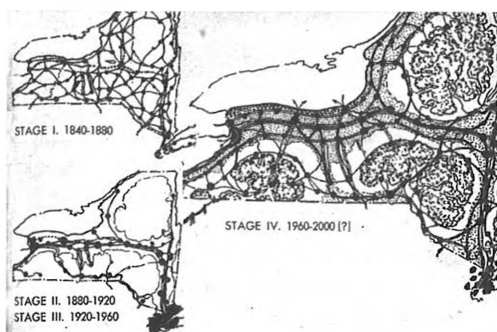 STAGE I. 1840-1880
STAGE II. 1880-1920
STAGE III. 1920-1960
STAGE IV. 1960-2000 [?]